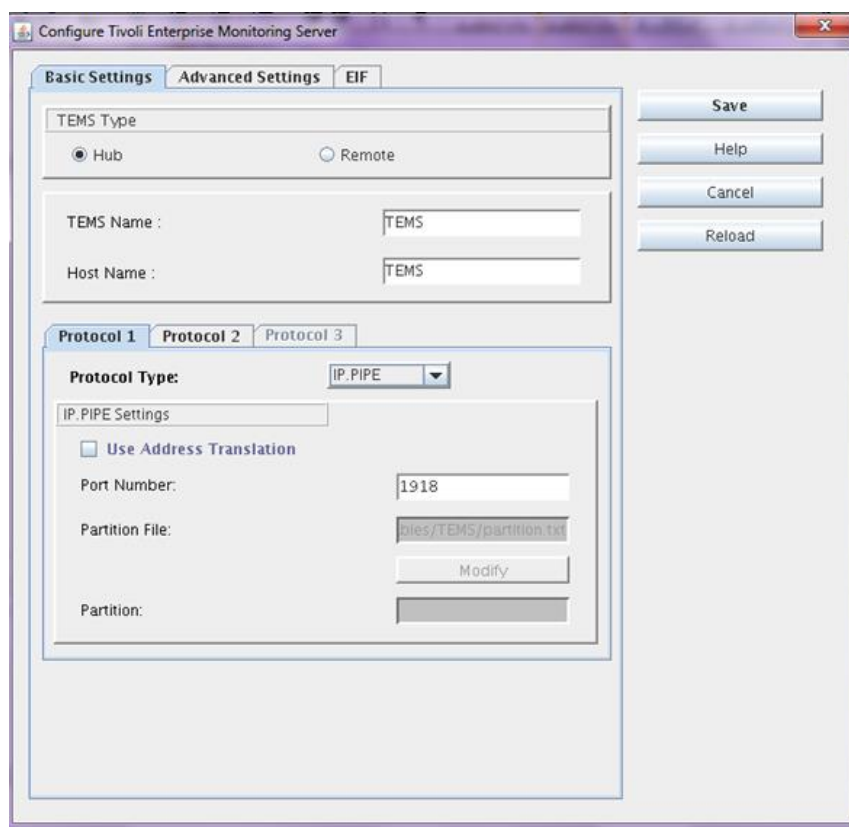 Configure Tivoli Enterprise Monitoring Server
Basic Settings Advanced Settings EIF
Save
Help
Cancel
Reload
TEMS Type
Hub Remote
TEMS Name : TEMS
Host Name : TEMS
Protocol 1 Protocol 2 Protocol 3
Protocol Type: IP.PIPE
IP.PIPE Settings
Use Address Translation
Port Number: 1918
Partition File: bles/TEMS/partition.txt
Modify
Partition: